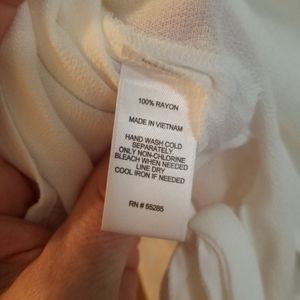 100% RAYON
MADE IN VIETNAM
HAND WASH COLD
SEPARATELY.
ONLY NON-CHLORINE
BLEACH WHEN NEEDED
LINE DRY
COOL IRON IF NEEDED
RN # 55285